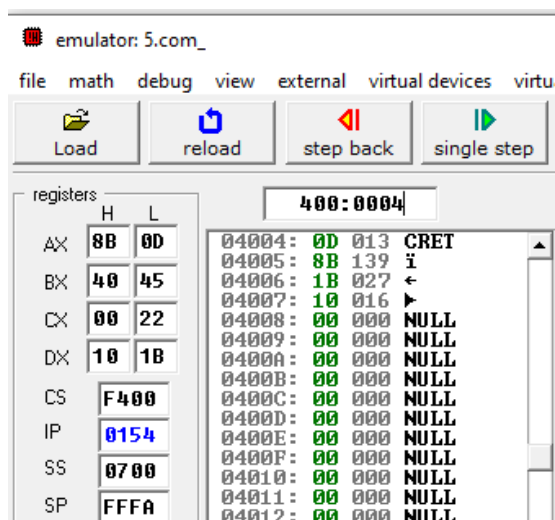 emulator: 5.com_
file math debug view external virtual devices virtu
Load reload step back single step
registers
400:0004
H L
AX 8B 0D
BX 40 45
CX 00 22
DX 10 1B
CS F400
IP 0154
SS 0700
SP FFFA
04004: 0D 013 CRET
04005: 8B 139 ï
04006: 1B 027 ←
04007: 10 016 ►
04008: 00 000 NULL
04009: 00 000 NULL
0400A: 00 000 NULL
0400B: 00 000 NULL
0400C: 00 000 NULL
0400D: 00 000 NULL
0400E: 00 000 NULL
0400F: 00 000 NULL
04010: 00 000 NULL
04011: 00 000 NULL
04012: 00 000 NULL